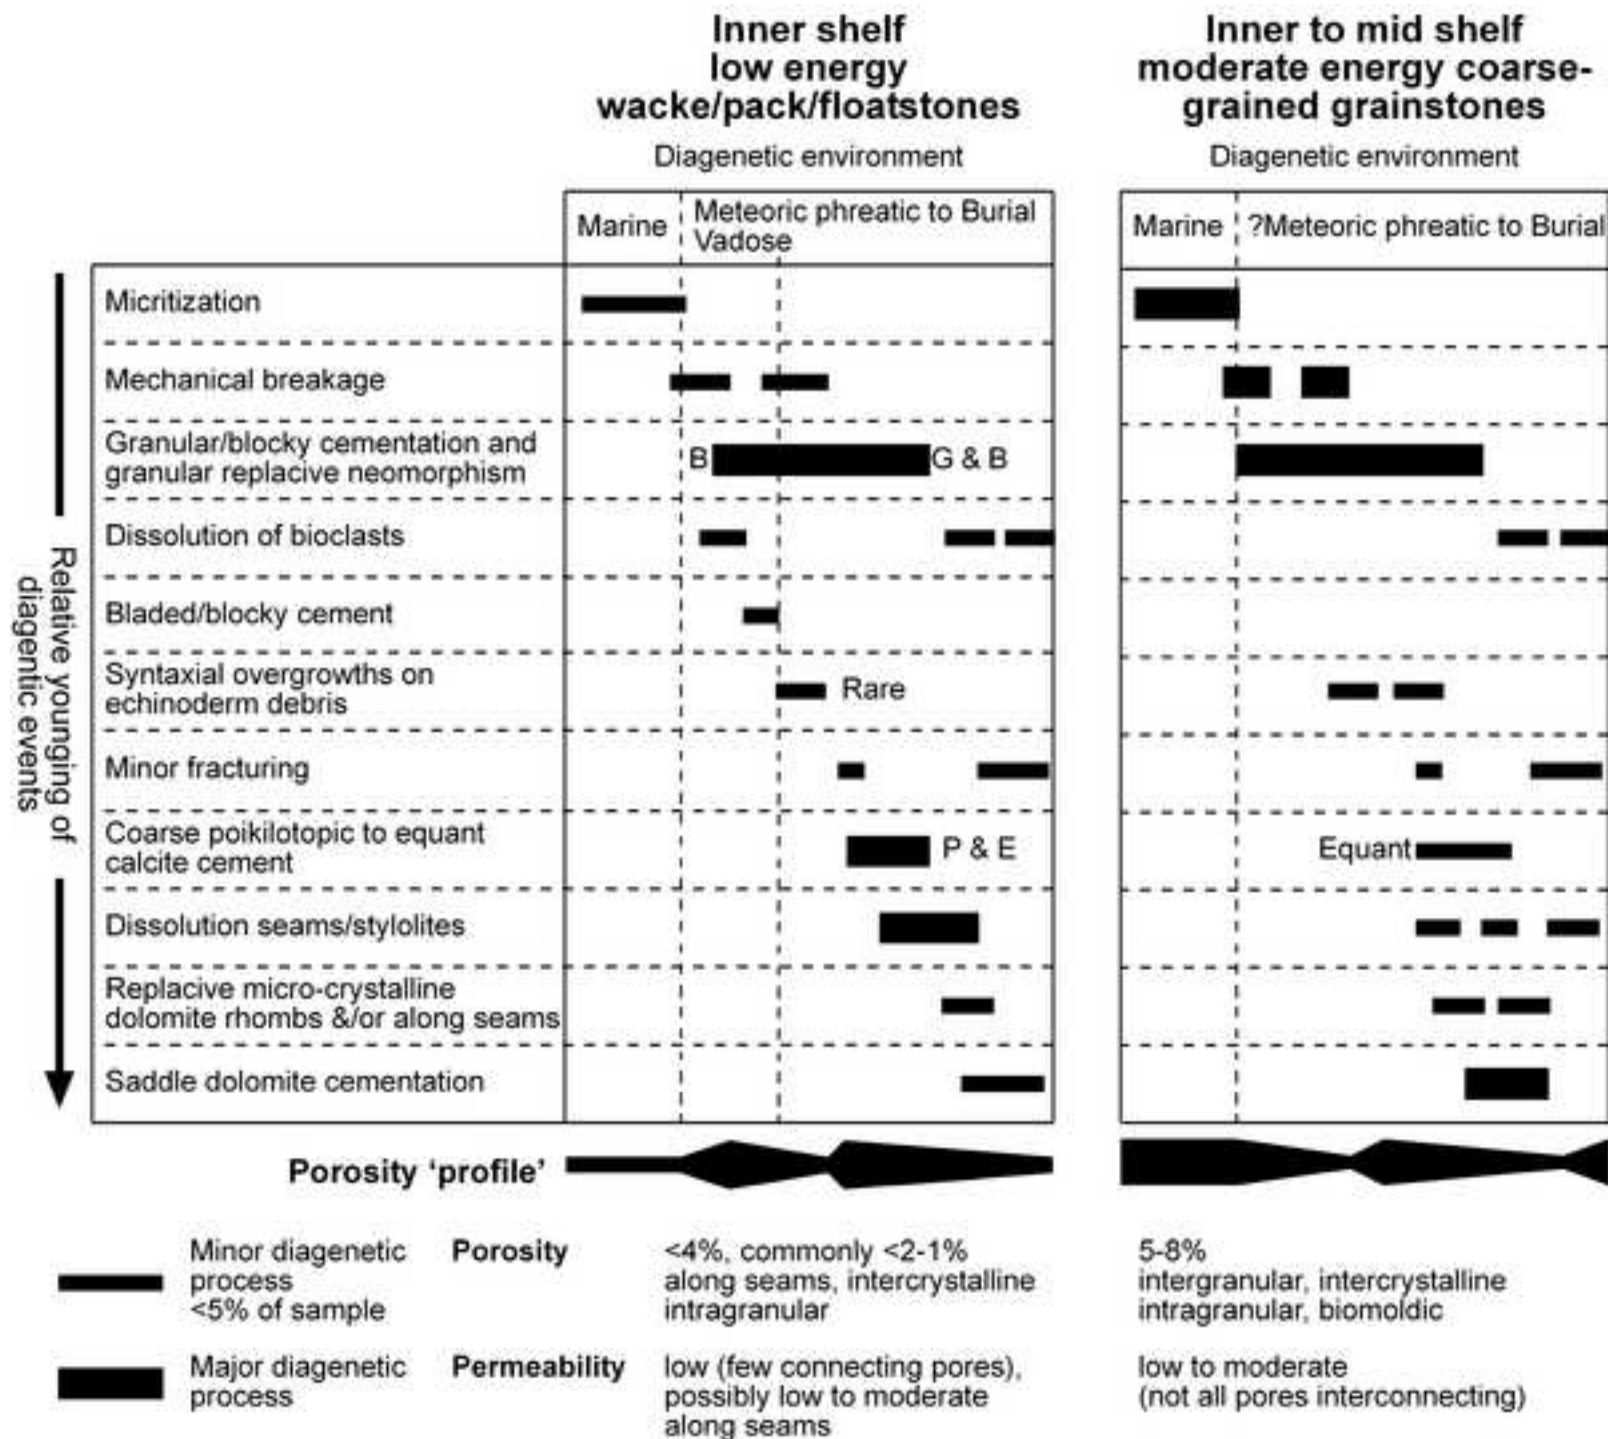 Inner shelf
low energy
wacke/pack/floatstones
Diagenetic environment
Inner to mid shelf
moderate energy coarse-
grained grainstones
Diagenetic environment
Marine
Meteoric phreatic to Burial
Vadose
Marine
?Meteoric phreatic to Burial
Relative younging of
diagentic events
Micritization
Mechanical breakage
Granular/blocky cementation and
granular replacive neomorphism
B
G & B
Dissolution of bioclasts
Bladed/blocky cement
Syntaxial overgrowths on
echinoderm debris
Rare
Minor fracturing
Coarse poikilotopic to equant
calcite cement
P & E
Equant
Dissolution seams/stylolites
Replacive micro-crystalline
dolomite rhombs &/or along seams
Saddle dolomite cementation
Porosity ‘profile’
Minor diagenetic
process
<5% of sample
Porosity
<4%, commonly <2-1%
along seams, intercrystalline
intragranular
5-8%
intergranular, intercrystalline
intragranular, biomoldic
Major diagenetic
process
Permeability
low (few connecting pores),
possibly low to moderate
along seams
low to moderate
(not all pores interconnecting)